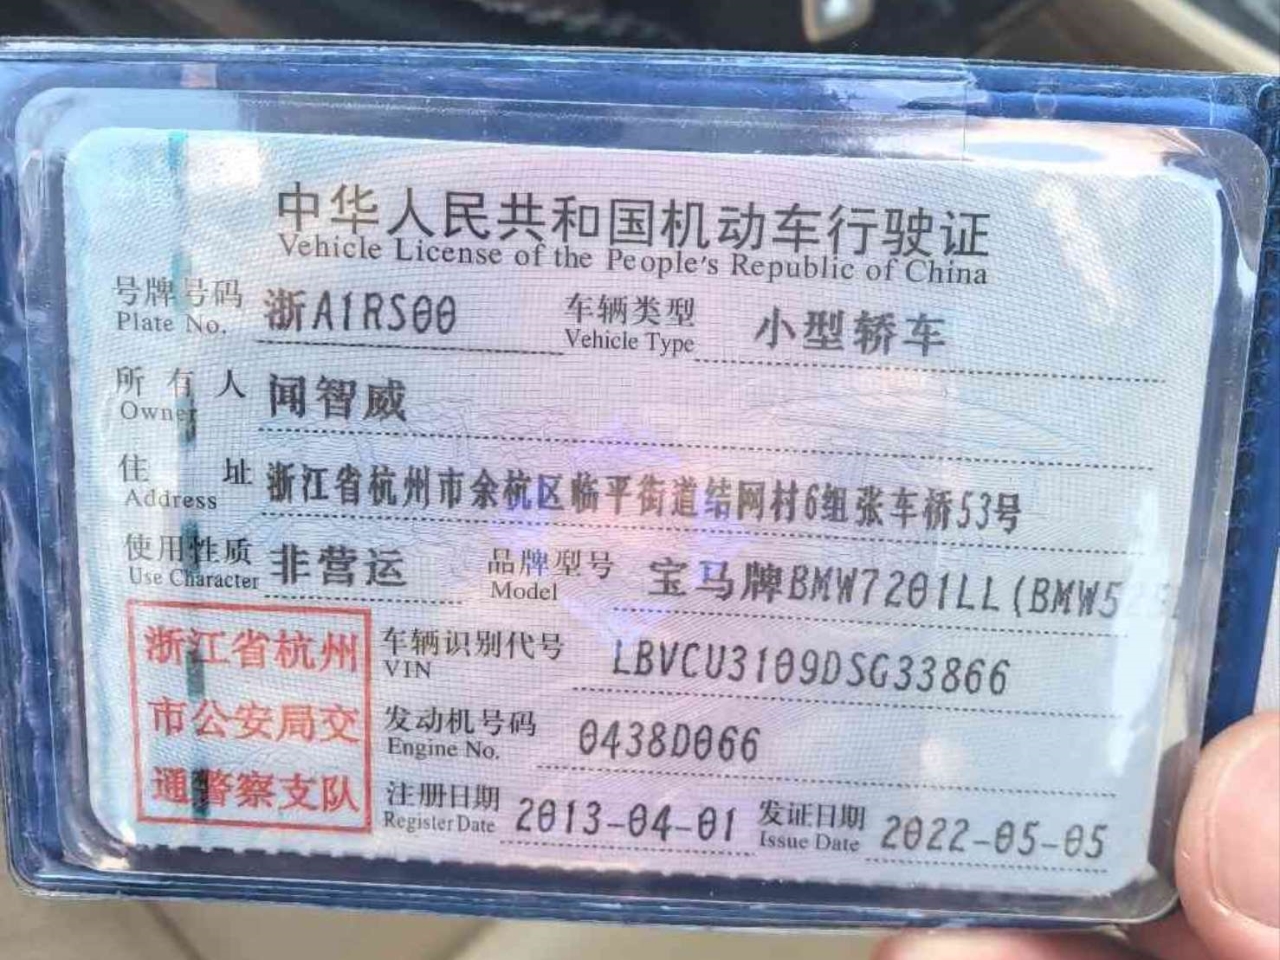 中华人民共和国机动车行驶证
Vehicle License of the People's Republic of China
号牌号码 浙A1RS00 车辆类型 小型轿车
Plate No. Vehicle Type
所有人 闻智威
Owner
住址 浙江省杭州市余杭区临平街道结网村6组张车桥53号
Address
使用性质 非营运 品牌型号 宝马牌BMW7201LL(BMW5
Use Character Model
浙江省杭州
市公安局交
通警察支队
车辆识别代号 LBVCU3109DSG33866
VIN
发动机号码 0438D066
Engine No.
注册日期 2013-04-01 发证日期 2022-05-05
Register Date Issue Date